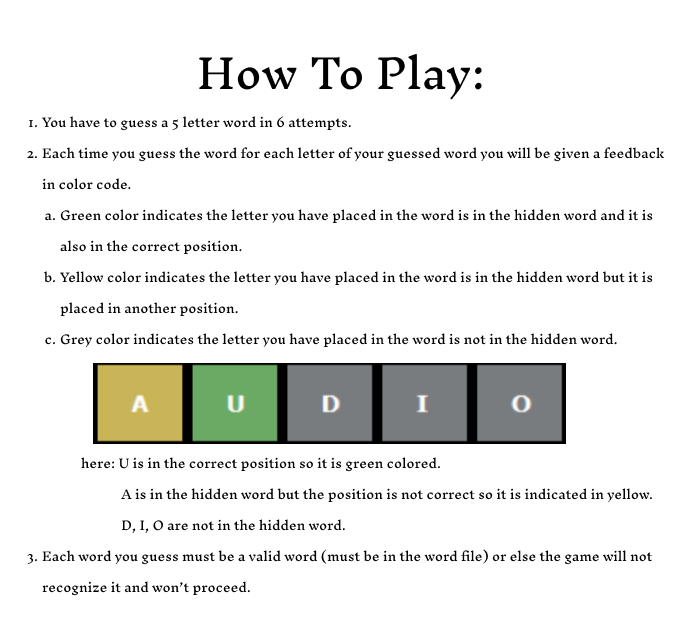 How To Play:
1. You have to guess a 5 letter word in 6 attempts.
2. Each time you guess the word for each letter of your guessed word you will be given a feedback
in color code.
a. Green color indicates the letter you have placed in the word is in the hidden word and it is
also in the correct position.
b. Yellow color indicates the letter you have placed in the word is in the hidden word but it is
placed in another position.
c. Grey color indicates the letter you have placed in the word is not in the hidden word.
A U D I O
here: U is in the correct position so it is green colored.
A is in the hidden word but the position is not correct so it is indicated in yellow.
D, I, O are not in the hidden word.
3. Each word you guess must be a valid word (must be in the word file) or else the game will not
recognize it and won't proceed.